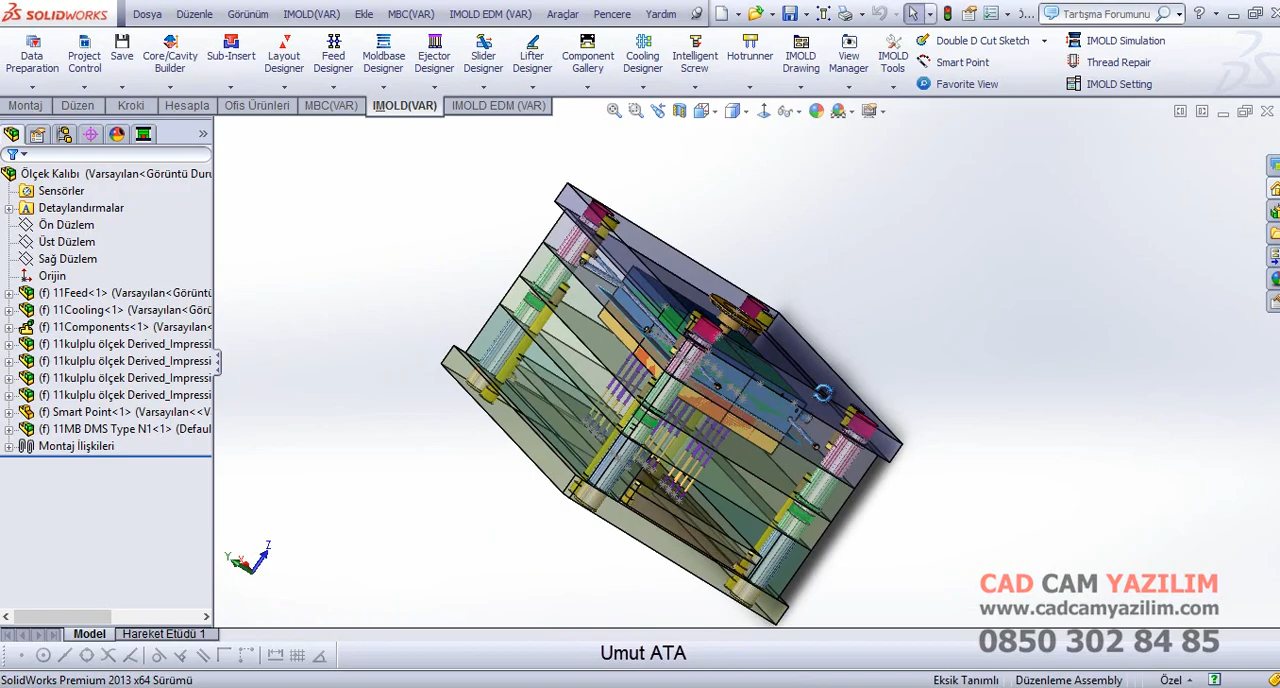 SOLIDWORKS
Dosya Düzenle Görünüm IMOLD(VAR) Ekle MBC(VAR) IMOLD EDM (VAR) Araçlar Pencere Yardım
Tartışma Forumunu
Data Preparation
Project Control
Save
Core/Cavity Builder
Sub-Insert
Layout Designer
Feed Designer
Moldbase Designer
Ejector Designer
Slider Designer
Lifter Designer
Component Gallery
Cooling Designer
Intelligent Screw
Hotrunner
IMOLD Drawing
View Manager
IMOLD Tools
Double D Cut Sketch
Smart Point
Favorite View
IMOLD Simulation
Thread Repair
IMOLD Setting
Montaj Düzen Kroki Hesapla Ofis Ürünleri MBC(VAR) IMOLD(VAR) IMOLD EDM (VAR)
Ölçek Kalıbı (Varsayılan<Görüntü Duru
Sensörler
Detaylandırmalar
Ön Düzlem
Üst Düzlem
Sağ Düzlem
Orijin
(f) 11Feed<1> (Varsayılan<Görüntü
(f) 11Cooling<1> (Varsayılan<Görü
(f) 11Components<1> (Varsayılan<
(f) 11kulplu ölçek Derived_Impressi
(f) 11kulplu ölçek Derived_Impressi
(f) 11kulplu ölçek Derived_Impressi
(f) 11kulplu ölçek Derived_Impressi
(f) Smart Point<1> (Varsayılan<<V
(f) 11MB DMS Type N1<1> (Default
Montaj İlişkileri
Y X Z
CAD CAM YAZILIM
www.cadcamyazilim.com
0850 302 84 85
Model Hareket Etüdü 1
Umut ATA
SolidWorks Premium 2013 x64 Sürümü
Eksik Tanımlı Düzenleme Assembly Özel